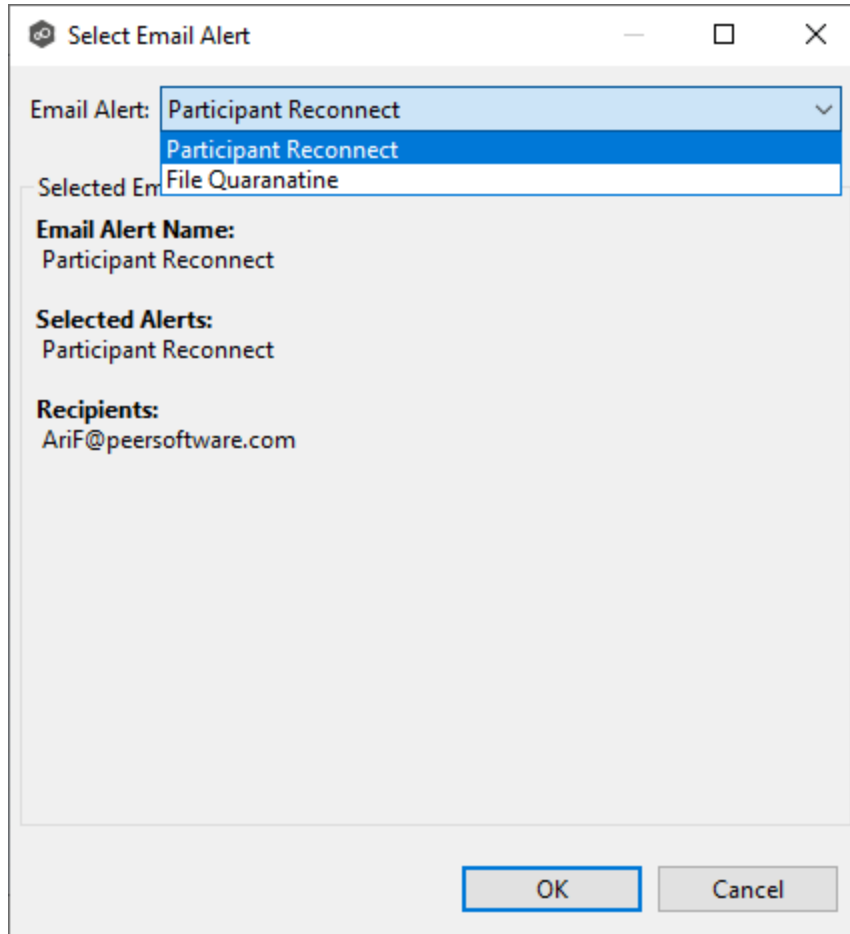 Select Email Alert
Email Alert: Participant Reconnect
Participant Reconnect
File Quaranatine
Selected Em
Email Alert Name:
Participant Reconnect
Selected Alerts:
Participant Reconnect
Recipients:
AriF@peersoftware.com
OK Cancel